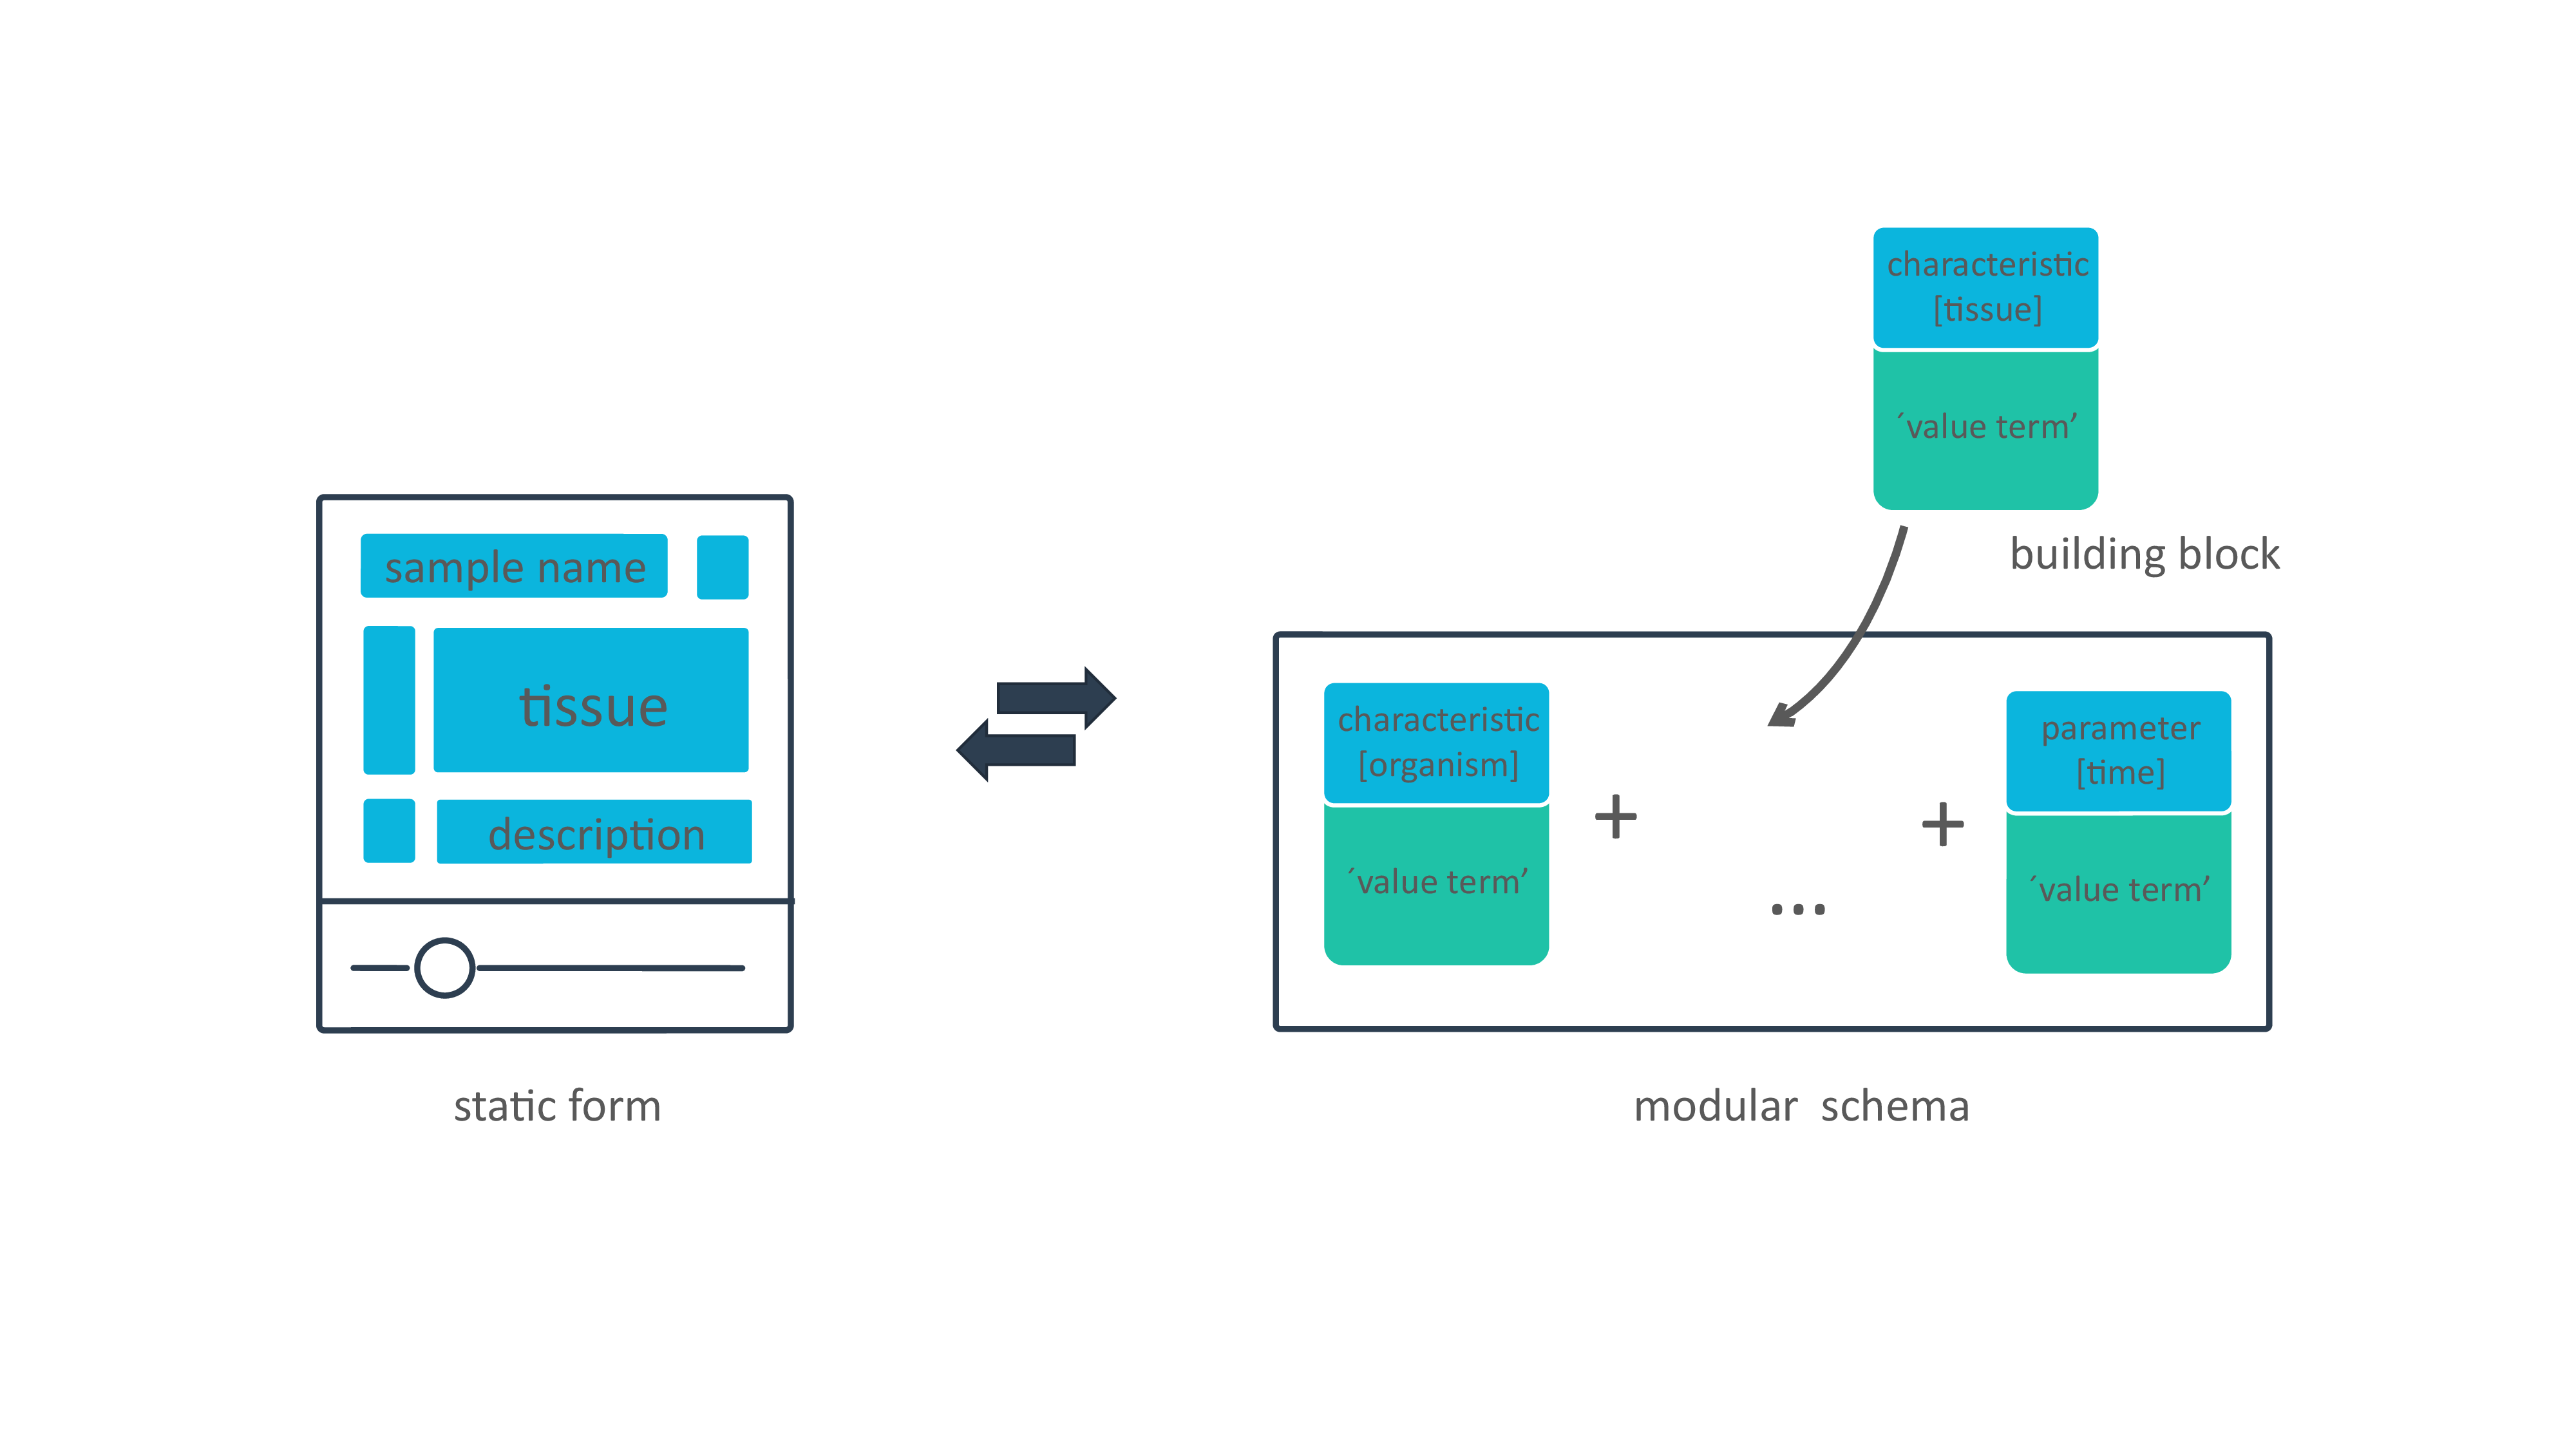 sample name
tissue
description
static form
characteristic
[tissue]
´value term’
building block
characteristic
[organism]
´value term’
+
...
+
parameter
[time]
´value term’
modular  schema